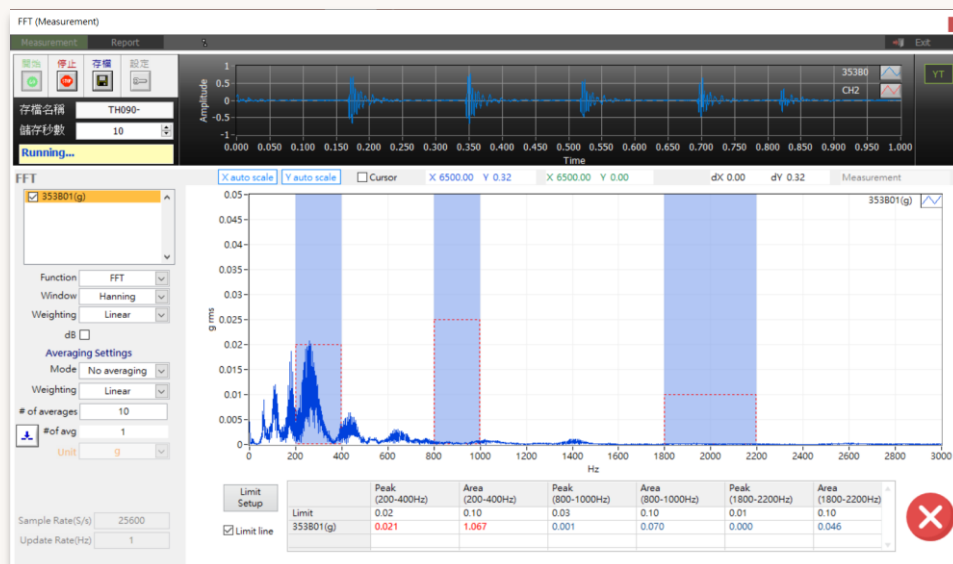 FFT (Measurement)
Measurement Report Exit
開始 停止 存檔 設定
STOP
存檔名稱 TH090-
儲存秒數 10
Running...
Amplitude
1
0.5
0
-0.5
-1
0.000 0.050 0.100 0.150 0.200 0.250 0.300 0.350 0.400 0.450 0.500 0.550 0.600 0.650 0.700 0.750 0.800 0.850 0.900 1.000
Time
353B0
CH2
YT
FFT
X auto scale Y auto scale Cursor X 6500.00 Y 0.32 X 6500.00 Y 0.00 dX 0.00 dY 0.32 Measurement
353B01(g)
Function FFT
Window Hanning
Weighting Linear
dB
Averaging Settings
Mode No averaging
Weighting Linear
# of averages 10
#of avg 1
Unit g
Sample Rate(S/s) 25600
Update Rate(Hz) 1
353B01(g)
g rms
0.05
0.045
0.04
0.035
0.03
0.025
0.02
0.015
0.01
0.005
0
0 200 400 600 800 1000 1200 1400 1600 1800 2000 2200 2400 2600 2800 3000
Hz
Limit Setup
Limit line
Peak (200-400Hz) Area (200-400Hz) Peak (800-1000Hz) Area (800-1000Hz) Peak (1800-2200Hz) Area (1800-2200Hz)
Limit 0.02 0.10 0.03 0.10 0.01 0.10
353B01(g) 0.021 1.067 0.001 0.070 0.000 0.046